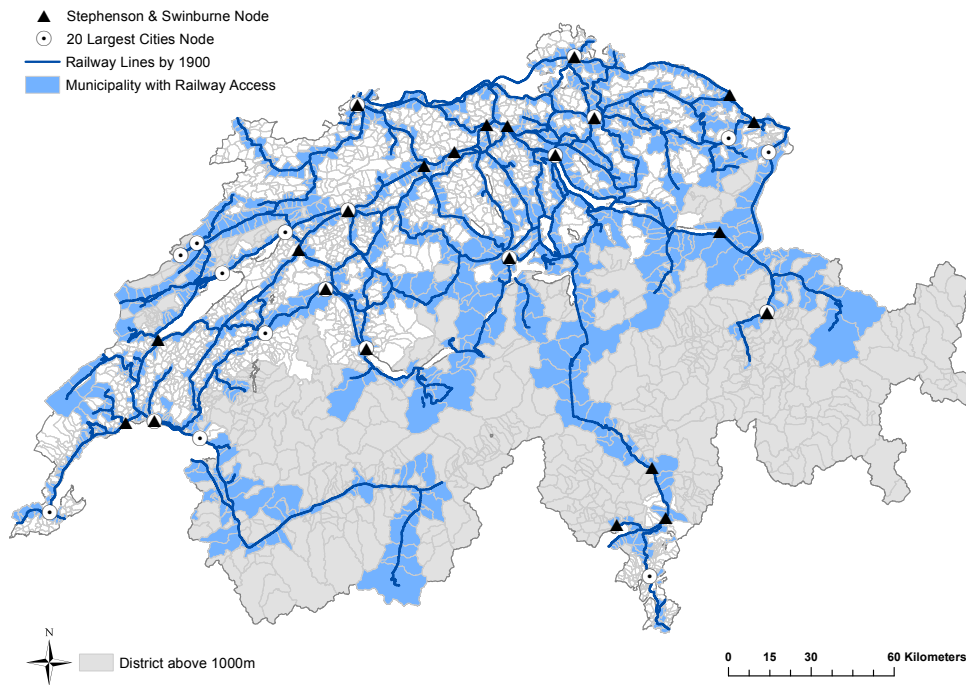 Stephenson & Swinburne Node
20 Largest Cities Node
Railway Lines by 1900
Municipality with Railway Access
N
District above 1000m
0 15 30 60 Kilometers